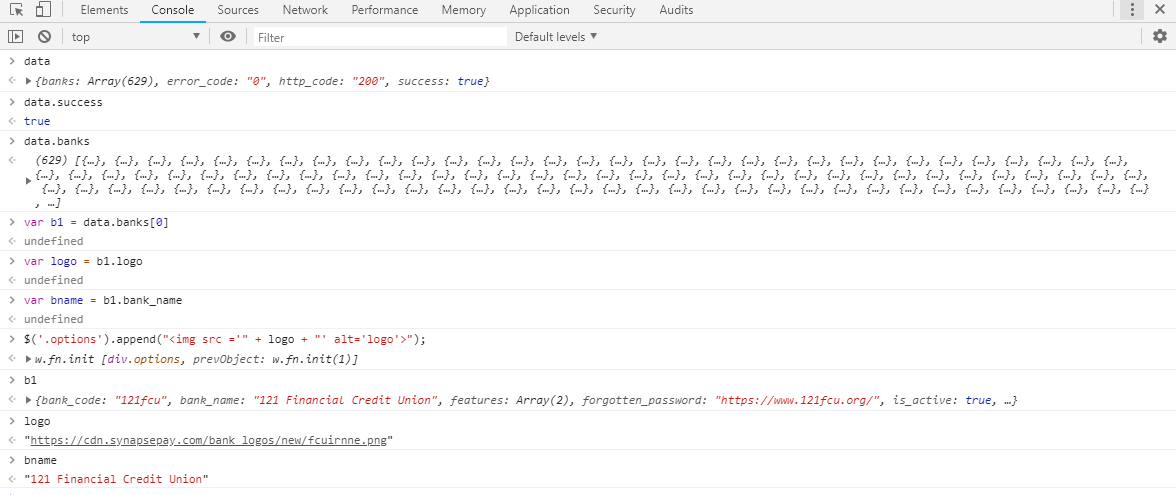 Elements Console Sources Network Performance Memory Application Security Audits
top Filter Default levels
data
{banks: Array(629), error_code: "0", http_code: "200", success: true}
data.success
true
data.banks
(629) [{…}, {…}, {…}, {…}, {…}, {…}, {…}, {…}, {…}, {…}, {…}, {…}, {…}, {…}, {…}, {…}, {…}, {…}, {…}, {…}, {…}, {…}, {…}, {…}, {…}, {…}, {…}, {…}, {…}, {…}, {…}, {…},
{…}, {…}, {…}, {…}, {…}, {…}, {…}, {…}, {…}, {…}, {…}, {…}, {…}, {…}, {…}, {…}, {…}, {…}, {…}, {…}, {…}, {…}, {…}, {…}, {…}, {…}, {…}, {…}, {…}, {…}, {…}, {…}, {…}, {…},
{…}, {…}, {…}, {…}, {…}, {…}, {…}, {…}, {…}, {…}, {…}, {…}, {…}, {…}, {…}, {…}, {…}, {…}, {…}, {…}, {…}, {…}, {…}, {…}, {…}, {…}, {…}, {…}, {…}, {…}, {…}, {…}, {…}, {…}
, …]
var b1 = data.banks[0]
undefined
var logo = b1.logo
undefined
var bname = b1.bank_name
undefined
$('.options').append("<img src ='" + logo + "' alt='logo'>");
w.fn.init [div.options, prevObject: w.fn.init(1)]
b1
{bank_code: "121fcu", bank_name: "121 Financial Credit Union", features: Array(2), forgotten_password: "https://www.121fcu.org/", is_active: true, …}
logo
"https://cdn.synapsepay.com/bank_logos/new/fcuirnne.png"
bname
"121 Financial Credit Union"